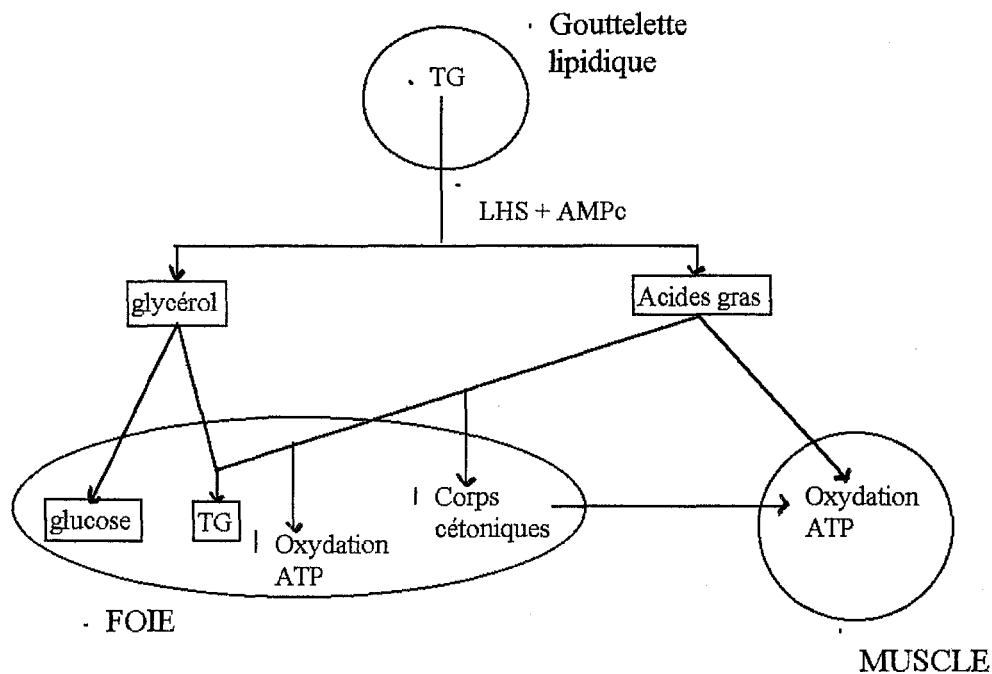 Gouttelette
lipidique
TG
LHS + AMPc
glycérol
Acides gras
glucose
TG
Oxydation
ATP
Corps
cétoniques
Oxydation
ATP
FOIE
MUSCLE